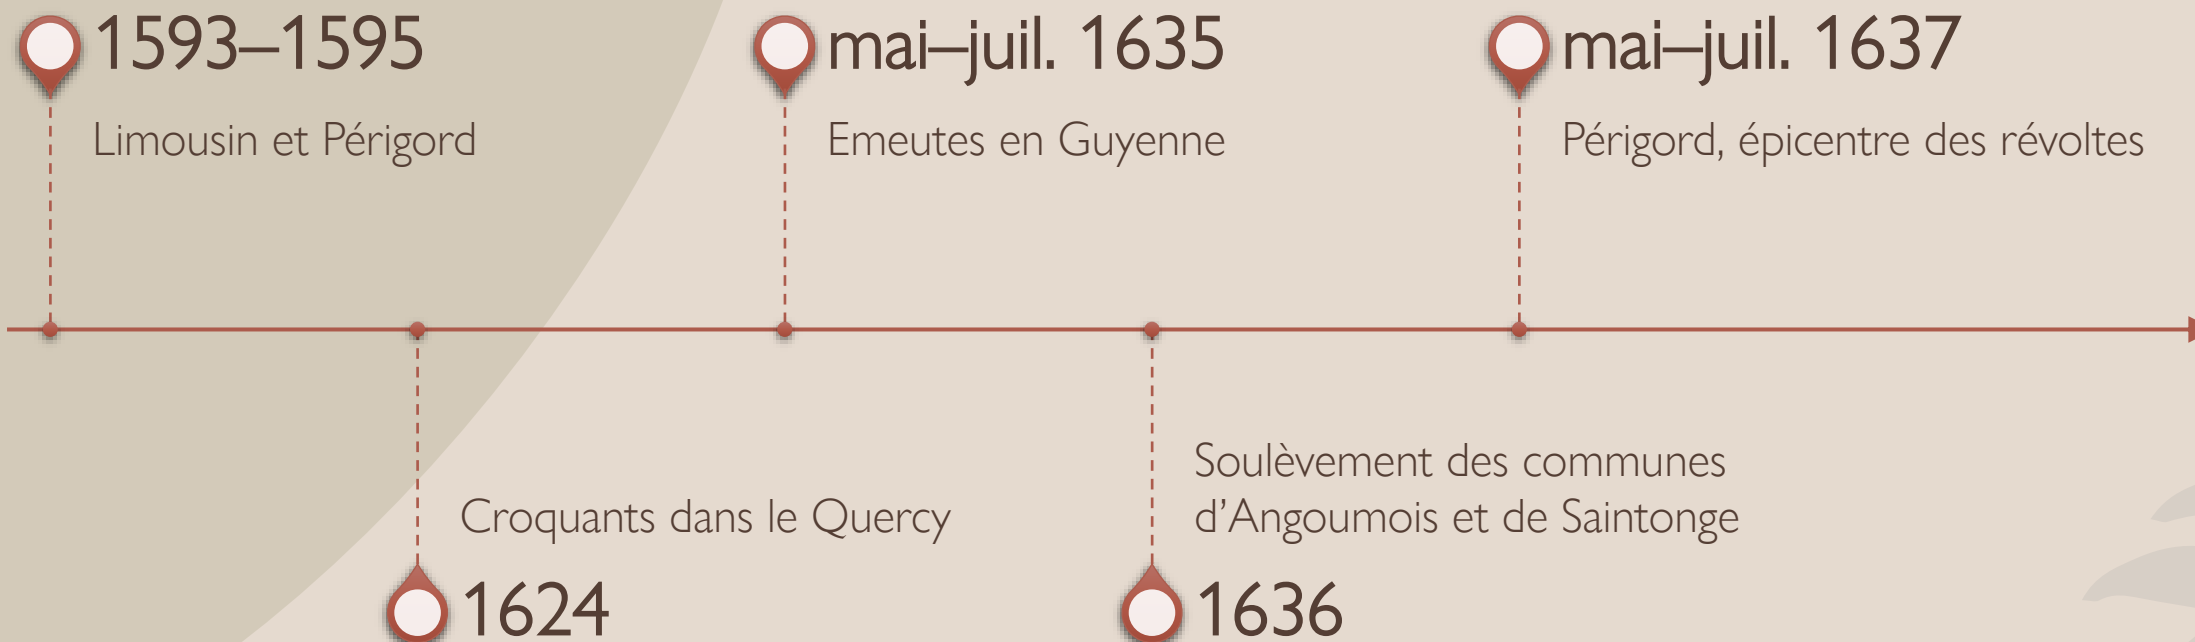 1593–1595
Limousin et Périgord
mai–juil. 1635
Emeutes en Guyenne
mai–juil. 1637
Périgord, épicentre des révoltes
Croquants dans le Quercy
1624
Soulèvement des communes
d’Angoumois et de Saintonge
1636